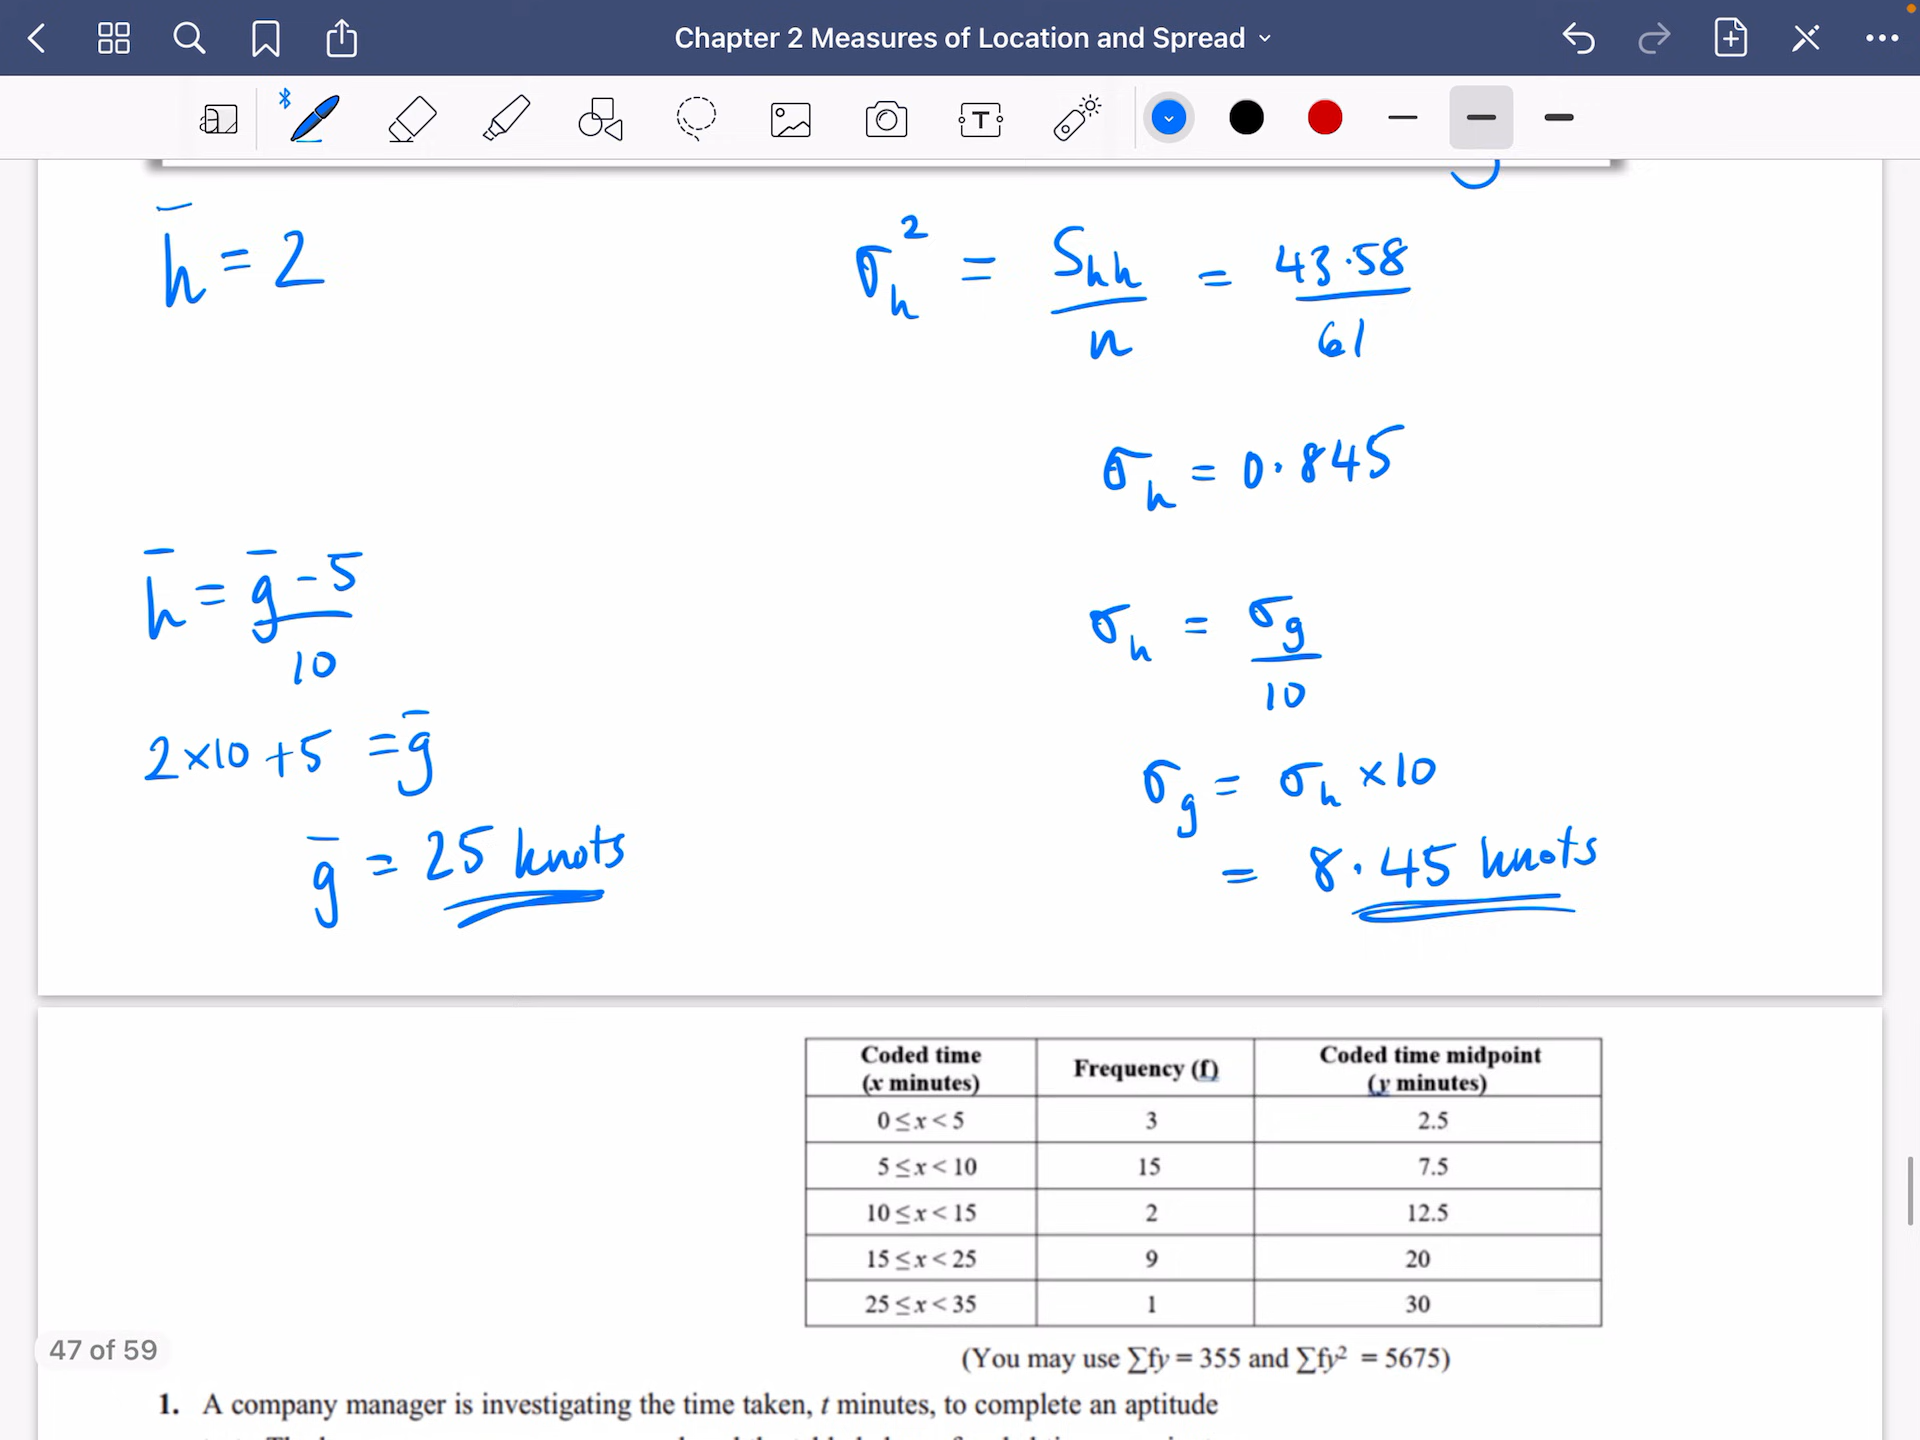 Chapter 2 Measures of Location and Spread
h̄ = 2
σh² = Shh/n = 43.58/61
σh = 0.845
h̄ = ḡ - 5/10
σh = σg/10
2×10 +5 = ḡ
σg = σh ×10
ḡ = 25 knots
= 8.45 knots
Coded time (x minutes) Frequency (f) Coded time midpoint (y minutes)
0 ≤ x < 5 3 2.5
5 ≤ x < 10 15 7.5
10 ≤ x < 15 2 12.5
15 ≤ x < 25 9 20
25 ≤ x < 35 1 30
47 of 59
(You may use ∑fy = 355 and ∑fy² = 5675)
1. A company manager is investigating the time taken, t minutes, to complete an aptitude